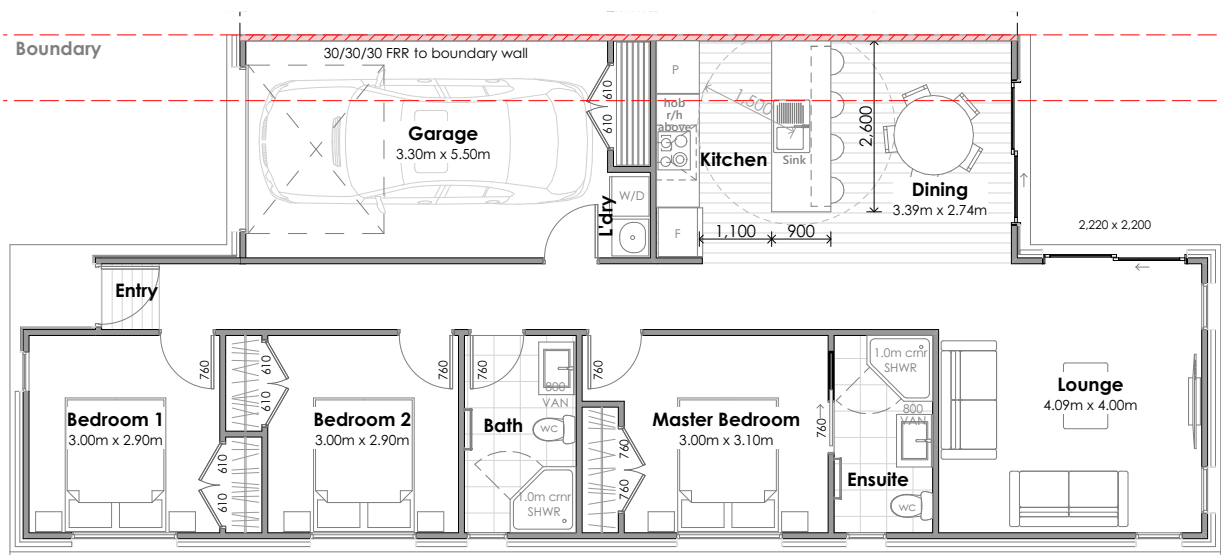 Boundary
30/30/30 FRR to boundary wall
610
610
Garage
3.30m x 5.50m
P
hob
r/h
above
1,500
Sink
Kitchen
2,600
Dining
3.39m x 2.74m
W/D
L'dry
F
1,100
900
2,220 x 2,200
Entry
760
610
610
760
760
800
VAN
760
1.0m crnr
SHWR
Bedroom 1
3.00m x 2.90m
Bedroom 2
3.00m x 2.90m
Bath
WC
Master Bedroom
3.00m x 3.10m
760
800
VAN
Lounge
4.09m x 4.00m
610
610
760
760
Ensuite
1.0m crnr
SHWR
WC